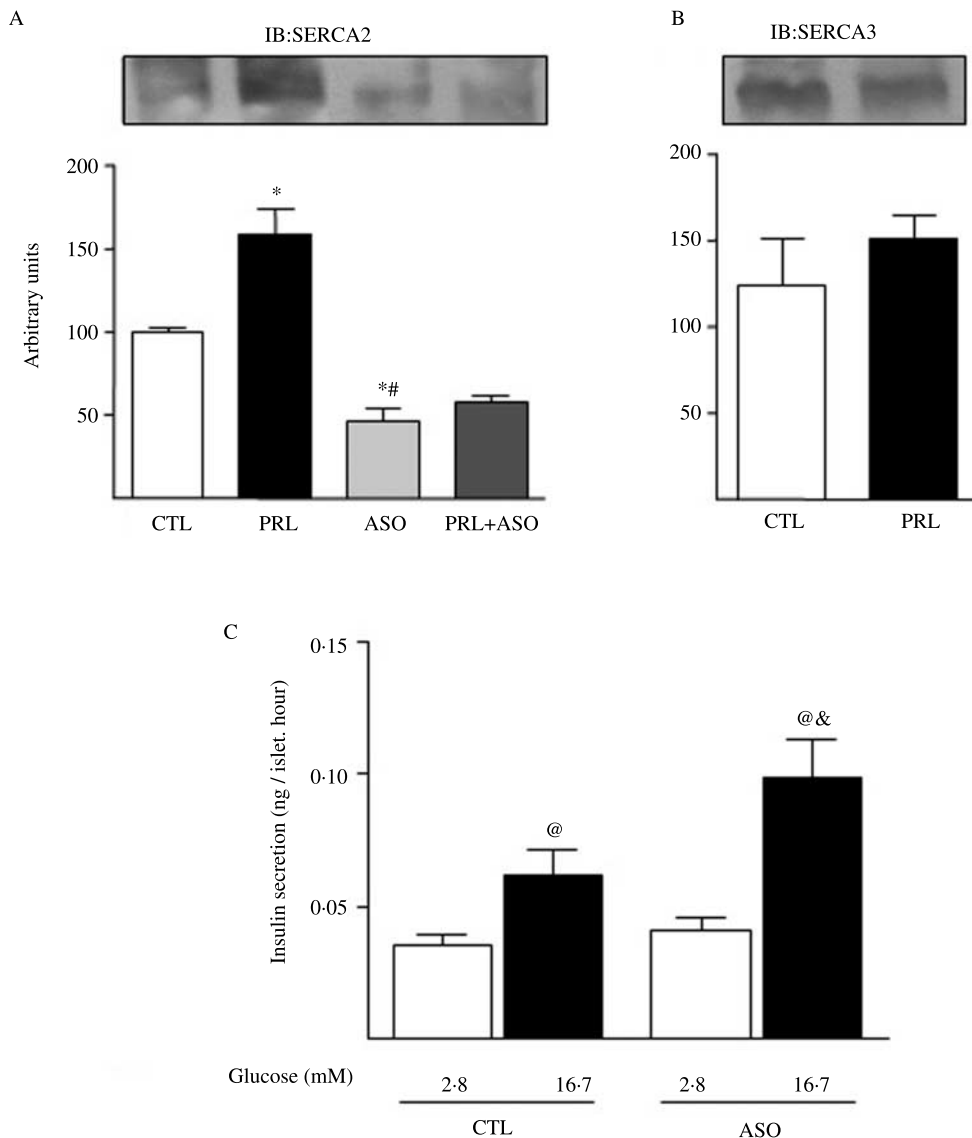 A
IB:SERCA2
200
150
100
50
Arbitrary units
*
*#
CTL PRL ASO PRL+ASO
B
IB:SERCA3
200
150
100
50
CTL PRL
C
0·15
0·10
0·05
Insulin secretion (ng / islet. hour)
@
@&
Glucose (mM) 2·8 16·7 2·8 16·7
CTL ASO